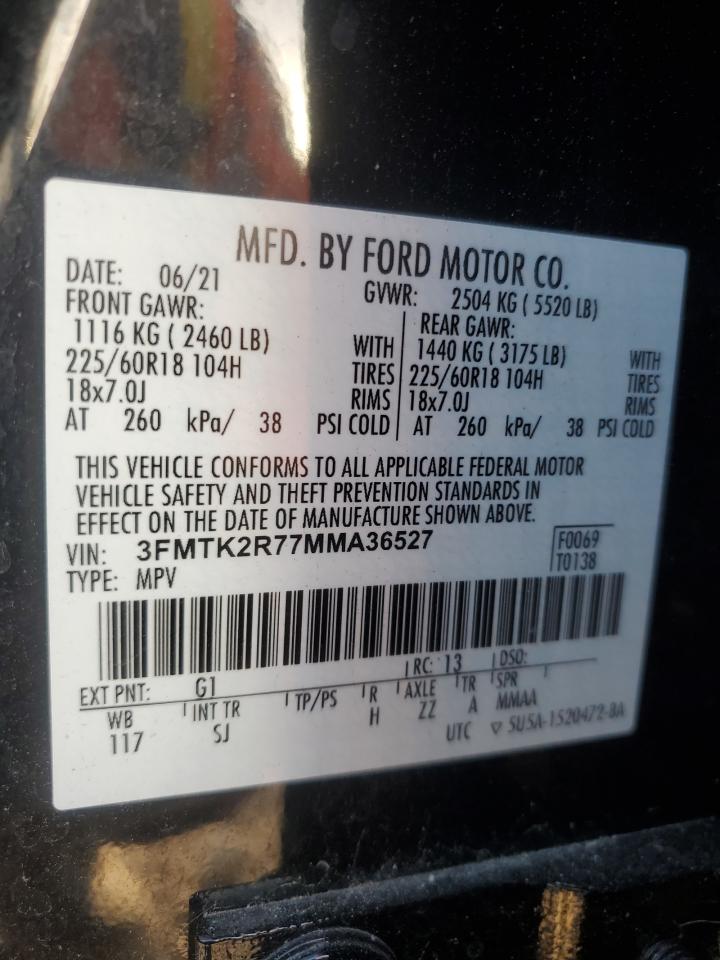 MFD. BY FORD MOTOR CO.
DATE: 06/21
GVWR: 2504 KG ( 5520 LB)
FRONT GAWR:
1116 KG ( 2460 LB)
WITH
225/60R18 104H
TIRES
18x7.0J
RIMS
AT 260 kPa/ 38 PSI COLD
REAR GAWR:
1440 KG ( 3175 LB)
WITH
225/60R18 104H
TIRES
18x7.0J
RIMS
AT 260 kPa/ 38 PSI COLD
THIS VEHICLE CONFORMS TO ALL APPLICABLE FEDERAL MOTOR
VEHICLE SAFETY AND THEFT PREVENTION STANDARDS IN
EFFECT ON THE DATE OF MANUFACTURE SHOWN ABOVE.
VIN: 3FMTK2R77MMA36527
F0069
TYPE: MPV
T0138
EXT PNT: G1
RC: 13
DSO:
WB
INT TR
TP/PS
R
AXLE
TR
SPR
117
SJ
H
ZZ
A
MMAA
UTC ▽ 5U5A-1520472-BA